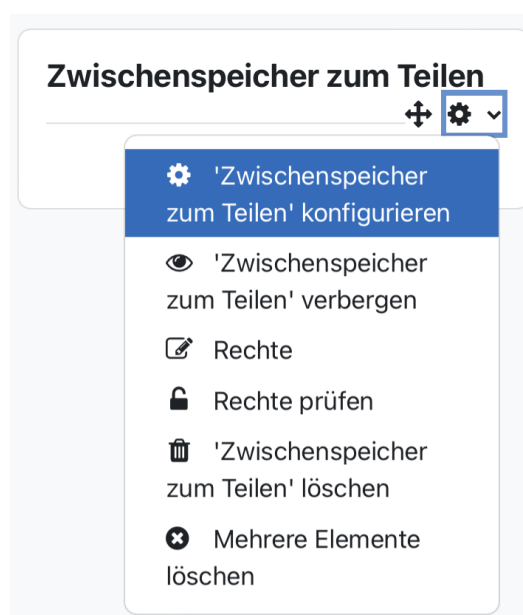 Zwischenspeicher zum Teilen
'Zwischenspeicher
zum Teilen' konfigurieren
'Zwischenspeicher
zum Teilen' verbergen
Rechte
Rechte prüfen
'Zwischenspeicher
zum Teilen' löschen
Mehrere Elemente
löschen